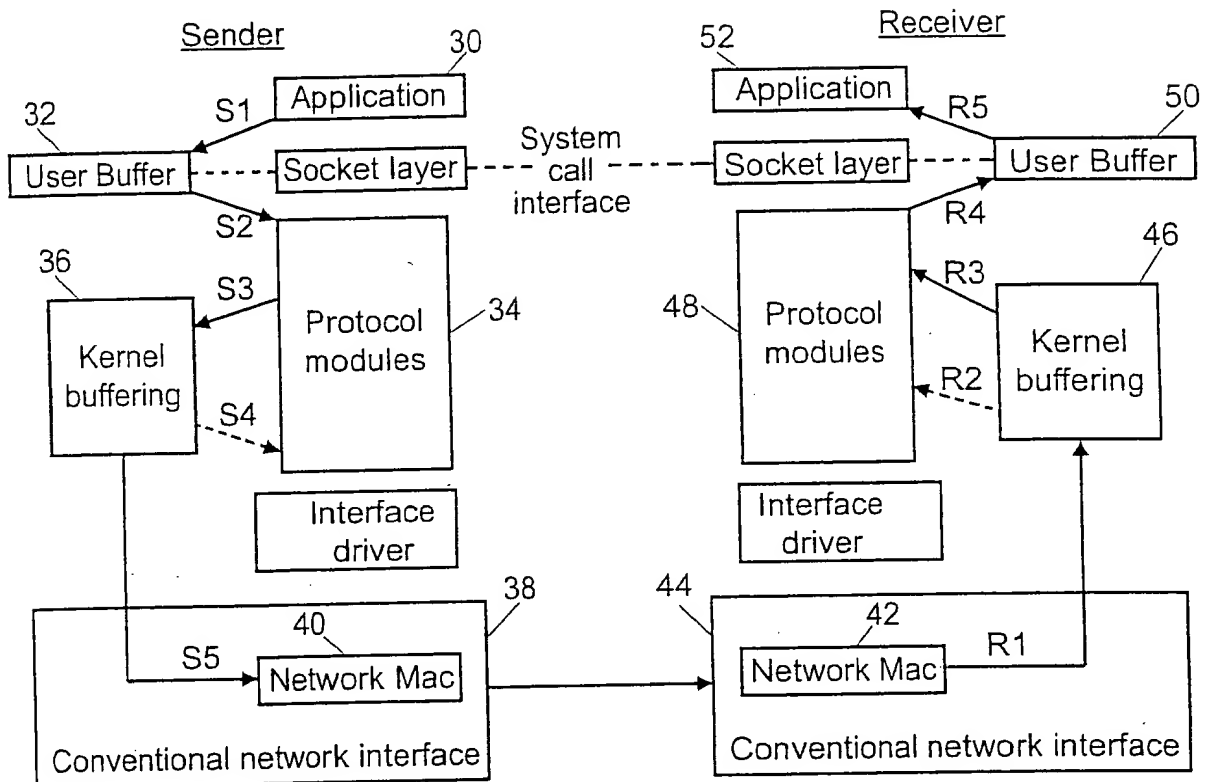 Sender
Receiver
30
52
Application
Application
S1
R5
32
50
User Buffer
Socket layer
System
call
interface
Socket layer
User Buffer
S2
R4
36
46
S3
R3
Kernel
buffering
Protocol
modules
34
48
Protocol
modules
Kernel
buffering
S4
R2
Interface
driver
Interface
driver
38
44
40
42
S5
Network Mac
Network Mac
R1
Conventional network interface
Conventional network interface